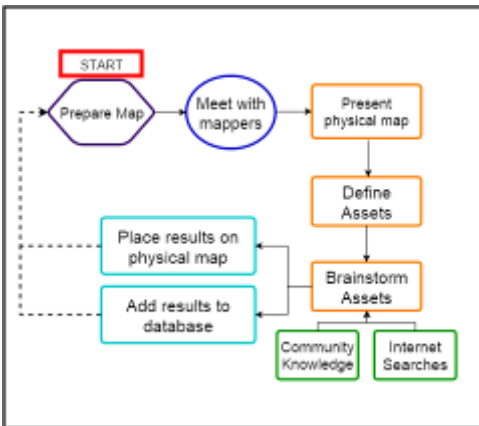 START
Prepare Map
Meet with
mappers
Present
physical map
Define
Assets
Place results on
physical map
Brainstorm
Assets
Add results to
database
Community
Knowledge
Internet
Searches